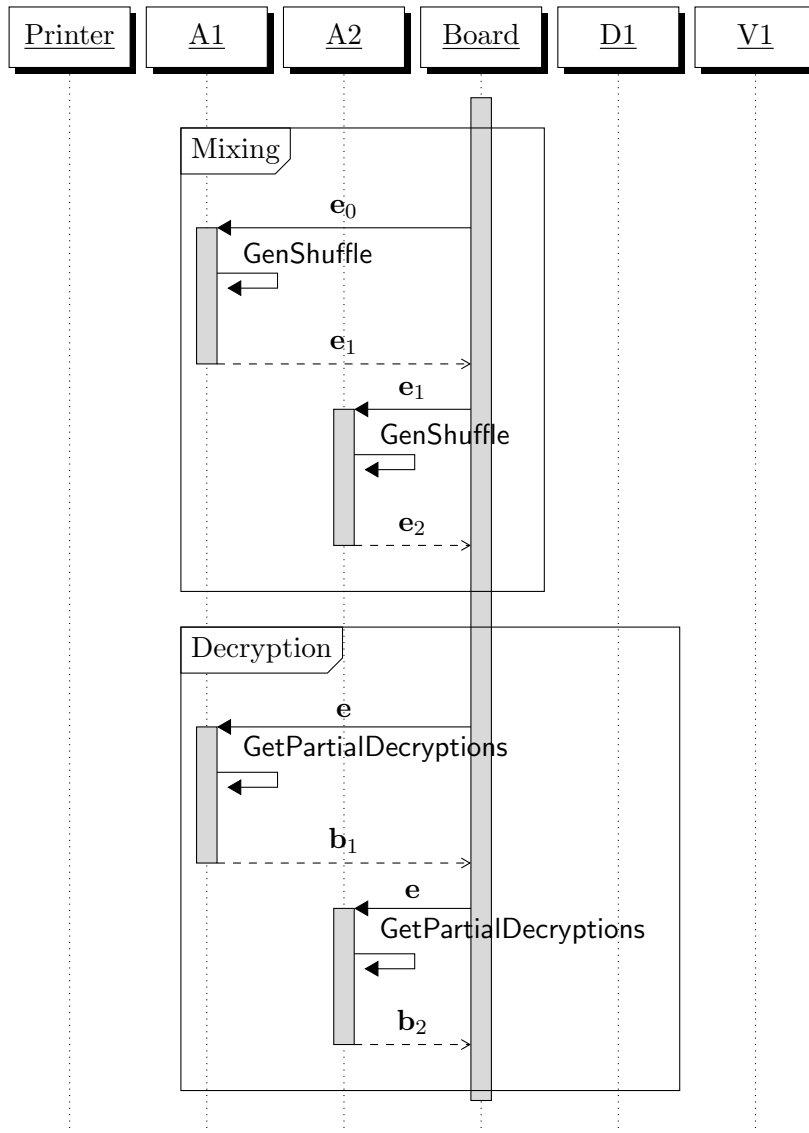 Printer A1 A2 Board D1 V1
Mixing
e₀
GenShuffle
e₁
e₁
GenShuffle
e₂
Decryption
e
GetPartialDecryptions
b₁
e
GetPartialDecryptions
b₂